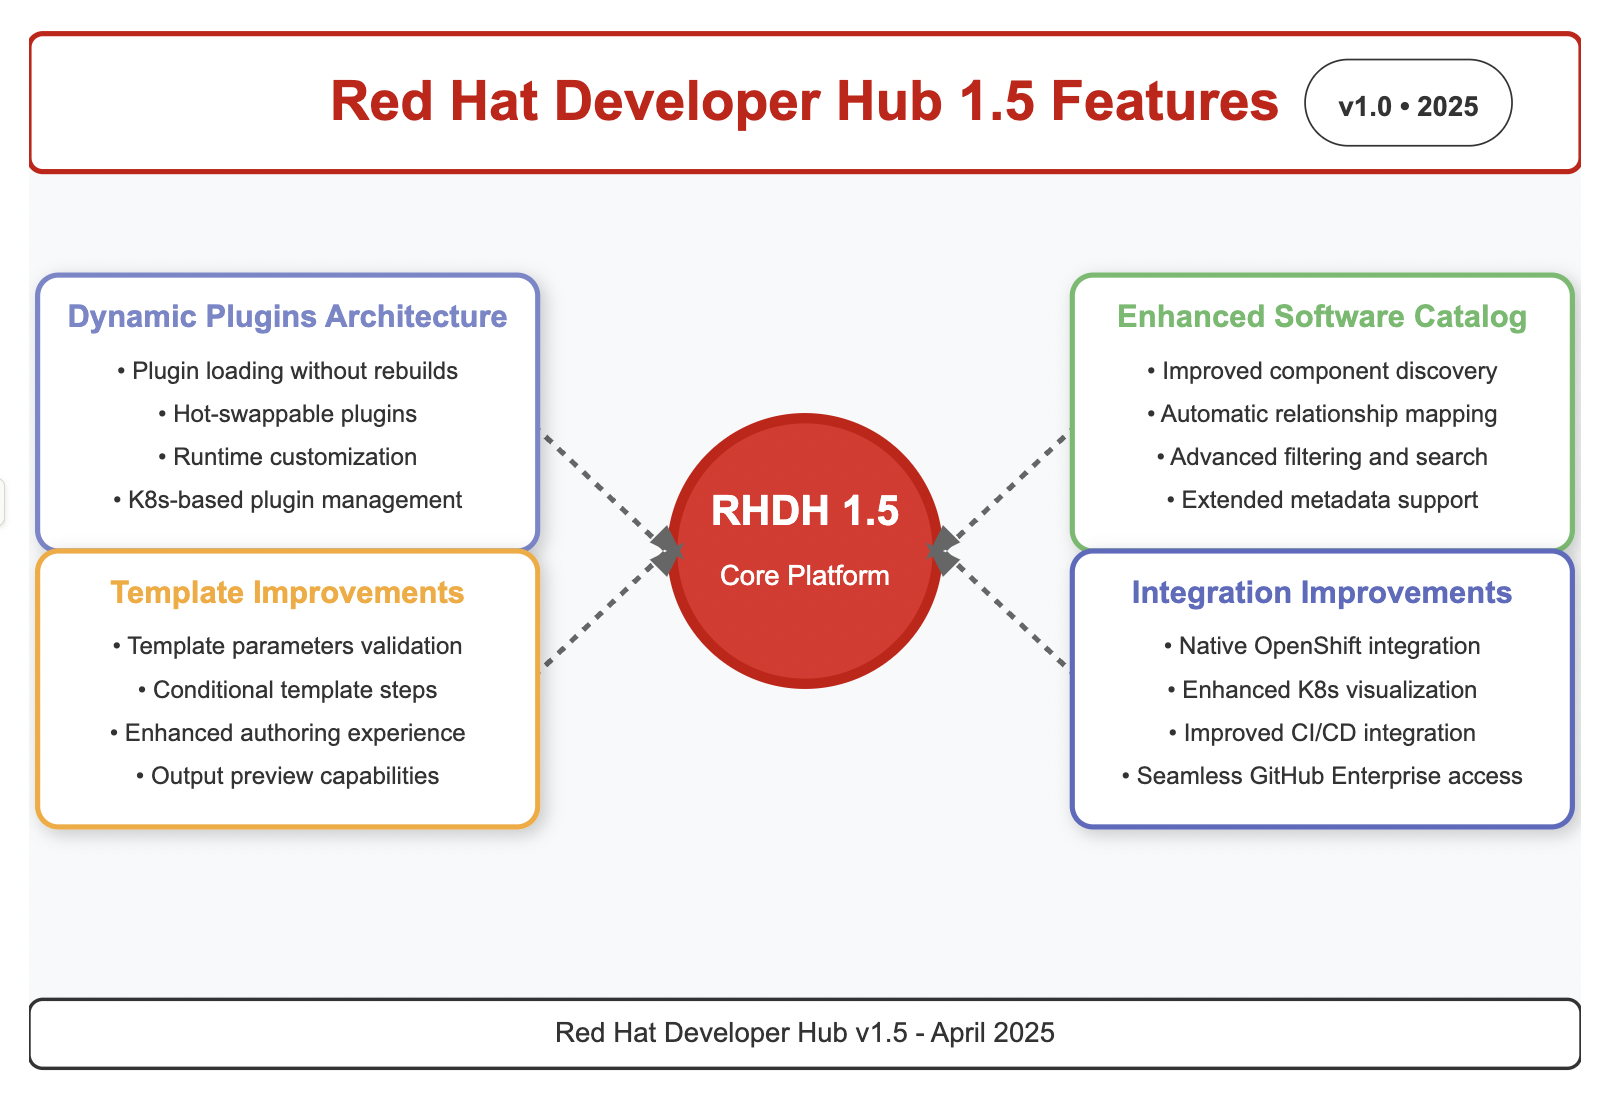 Red Hat Developer Hub 1.5 Features
v1.0 • 2025
Dynamic Plugins Architecture
• Plugin loading without rebuilds
• Hot-swappable plugins
• Runtime customization
• K8s-based plugin management
Template Improvements
• Template parameters validation
• Conditional template steps
• Enhanced authoring experience
• Output preview capabilities
RHDH 1.5
Core Platform
Enhanced Software Catalog
• Improved component discovery
• Automatic relationship mapping
• Advanced filtering and search
• Extended metadata support
Integration Improvements
• Native OpenShift integration
• Enhanced K8s visualization
• Improved CI/CD integration
• Seamless GitHub Enterprise access
Red Hat Developer Hub v1.5 - April 2025